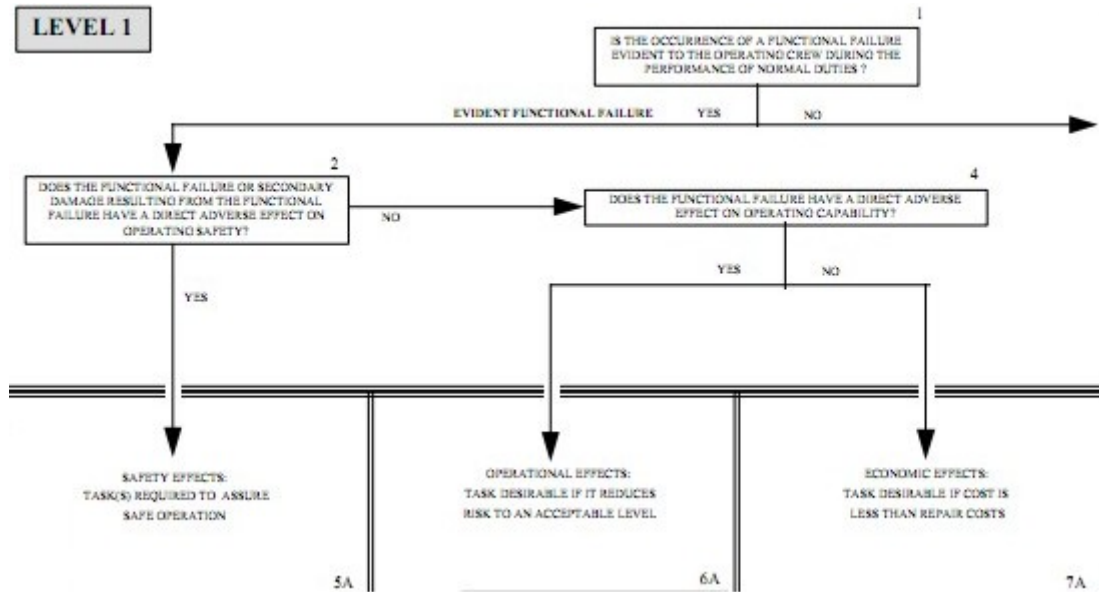 LEVEL 1
1
IS THE OCCURRENCE OF A FUNCTIONAL FAILURE
EVIDENT TO THE OPERATING CREW DURING THE
PERFORMANCE OF NORMAL DUTIES ?
EVIDENT FUNCTIONAL FAILURE
YES
NO
2
DOES THE FUNCTIONAL FAILURE OR SECONDARY
DAMAGE RESULTING FROM THE FUNCTIONAL
FAILURE HAVE A DIRECT ADVERSE EFFECT ON
OPERATING SAFETY?
NO
4
DOES THE FUNCTIONAL FAILURE HAVE A DIRECT ADVERSE
EFFECT ON OPERATING CAPABILITY?
YES
YES
NO
SAFETY EFFECTS:
TASK(S) REQUIRED TO ASSURE
SAFE OPERATION
5A
OPERATIONAL EFFECTS:
TASK DESIRABLE IF IT REDUCES
RISK TO AN ACCEPTABLE LEVEL
6A
ECONOMIC EFFECTS:
TASK DESIRABLE IF COST IS
LESS THAN REPAIR COSTS
7A